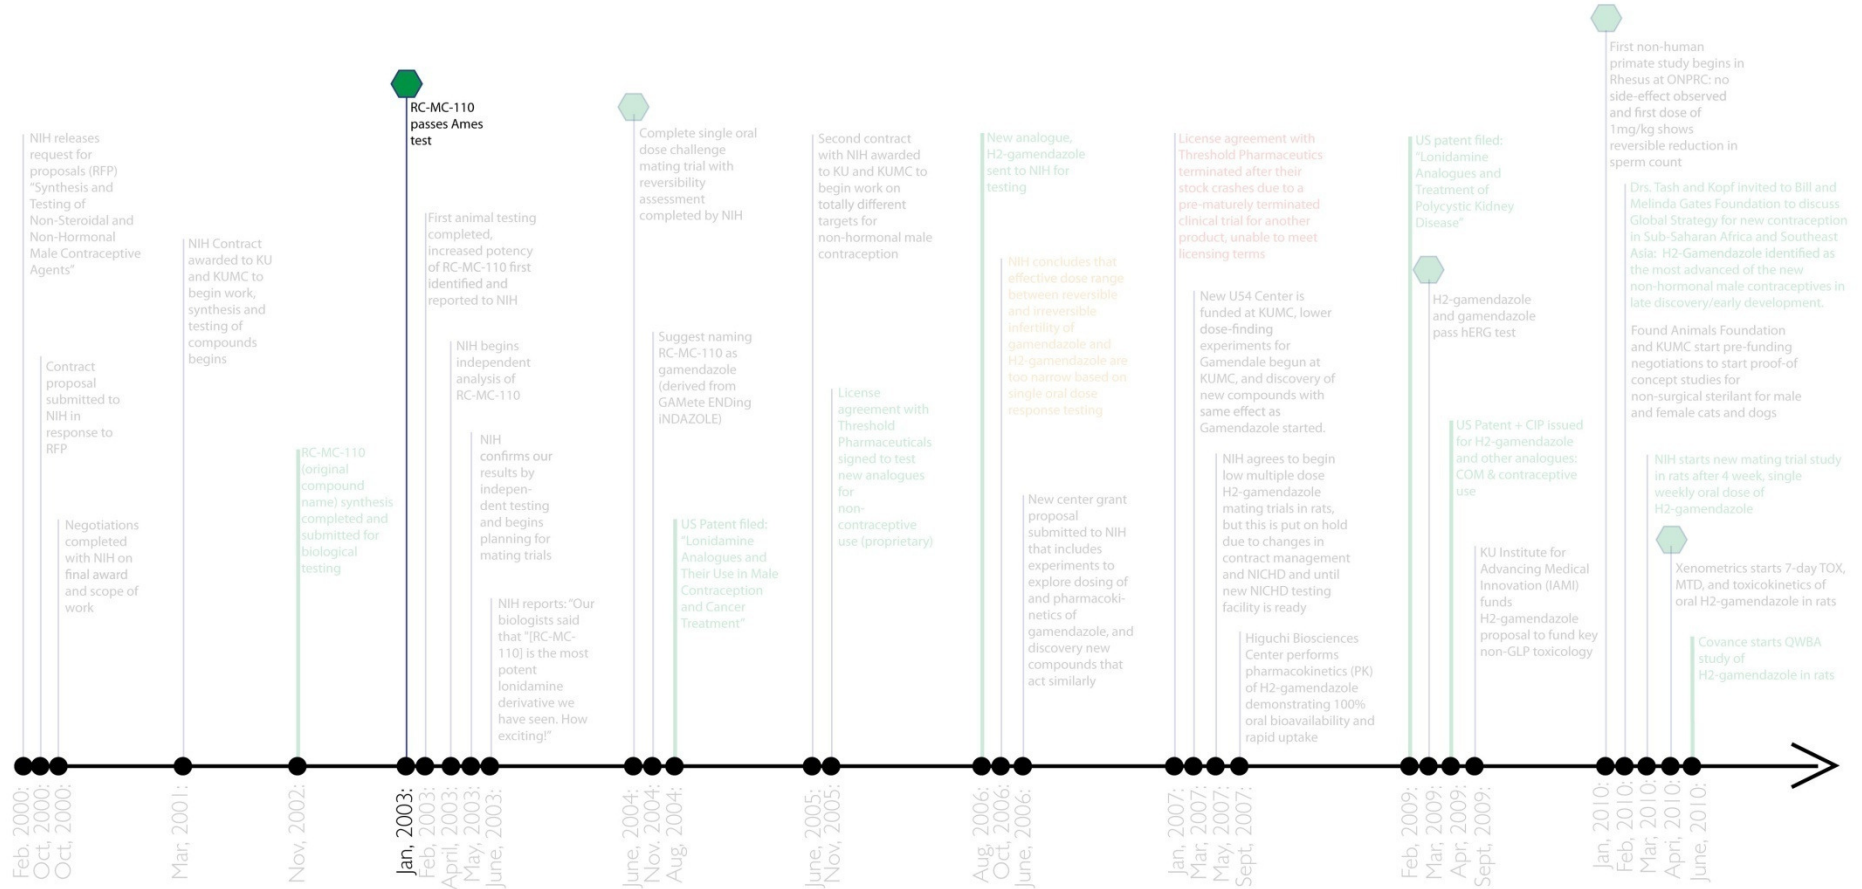 NIH releases
request for
proposals (RFP)
"Synthesis and
Testing of
Non-Steroidal and
Non-Hormonal
Male Contraceptive
Agents"
Contract
proposal
submitted to
NIH in
response to
RFP
Negotiations
completed
with NIH on
final award
and scope of
work
NIH Contract
awarded to KU
and KUMC to
begin work,
synthesis and
testing of
compounds
begins
RC-MC-110
(original
compound
name) synthesis
completed and
submitted for
biological
testing
RC-MC-110
passes Ames
test
First animal testing
completed,
increased potency
of RC-MC-110 first
identified and
reported to NIH
NIH begins
independent
analysis of
RC-MC-110
NIH
confirms our
results by
indepen-
dent testing
and begins
planning for
mating trials
NIH reports: "Our
biologists said
that "[RC-MC-
110] is the most
potent
lonidamine
derivative we
have seen. How
exciting!"
Complete single oral
dose challenge
mating trial with
reversibility
assessment
completed by NIH
Suggest naming
RC-MC-110 as
gamendazole
(derived from
GAMete ENDing
iNDAZOLE)
US Patent filed:
"Lonidamine
Analogues and
Their Use in Male
Contraception
and Cancer
Treatment"
Second contract
with NIH awarded
to KU and KUMC to
begin work on
totally different
targets for
non-hormonal male
contraception
License
agreement with
Threshold
Pharmaceuticals
signed to test
new analogues
for
non-
contraceptive
use (proprietary)
New analogue,
H2-gamendazole
sent to NIH for
testing
NIH concludes that
effective dose range
between reversible
and irreversible
infertility of
gamendazole and
H2-gamendazole are
too narrow based on
single oral dose
response testing
New center grant
proposal
submitted to NIH
that includes
experiments to
explore dosing of
and pharmacoki-
netics of
gamendazole, and
discovery new
compounds that
act similarly
License agreement with
Threshold Pharmaceutics
terminated after their
stock crashes due to a
pre-maturely terminated
clinical trial for another
product, unable to meet
licensing terms
New U54 Center is
funded at KUMC, lower
dose-finding
experiments for
Gamendale begun at
KUMC, and discovery of
new compounds with
same effect as
Gamendazole started.
NIH agrees to begin
low multiple dose
H2-gamendazole
mating trials in rats,
but this is put on hold
due to changes in
contract management
and NICHD and until
new NICHD testing
facility is ready
Higuchi Biosciences
Center performs
pharmacokinetics (PK)
of H2-gamendazole
demonstrating 100%
oral bioavailability and
rapid uptake
US patent filed:
"Lonidamine
Analogues and
Treatment of
Polycystic Kidney
Disease"
H2-gamendazole
and gamendazole
pass hERG test
US Patent + CIP issued
for H2-gamendazole
and other analogues:
COM & contraceptive
use
KU Institute for
Advancing Medical
Innovation (IAMI)
funds
H2-gamendazole
proposal to fund key
non-GLP toxicology
First non-human
primate study begins in
Rhesus at ONPRC: no
side-effect observed
and first dose of
1mg/kg shows
reversible reduction in
sperm count
Drs. Tash and Kopf invited to Bill and
Melinda Gates Foundation to discuss
Global Strategy for new contraception
in Sub-Saharan Africa and Southeast
Asia: H2-Gamendazole identified as
the most advanced of the new
non-hormonal male contraceptives in
late discovery/early development.
Found Animals Foundation
and KUMC start pre-funding
negotiations to start proof-of
concept studies for
non-surgical sterilant for male
and female cats and dogs
NIH starts new mating trial study
in rats after 4 week, single
weekly oral dose of
H2-gamendazole
Xenometrics starts 7-day TOX,
MTD, and toxicokinetics of
oral H2-gamendazole in rats
Covance starts QWBA
study of
H2-gamendazole in rats
Feb. 2000:
Oct, 2000:
Oct, 2000:
Mar, 2001:
Nov, 2002:
Jan, 2003:
Feb, 2003:
April, 2003:
May, 2003:
June, 2003:
June, 2004:
Nov, 2004:
Aug, 2004:
June, 2005:
Nov, 2005:
Aug, 2006:
Oct, 2006:
June, 2006:
Jan, 2007:
Mar, 2007:
May, 2007:
Sept, 2007:
Feb, 2009:
Mar, 2009:
Apr, 2009:
Sept, 2009:
Jan, 2010:
Feb, 2010:
Mar, 2010:
April, 2010:
June, 2010: